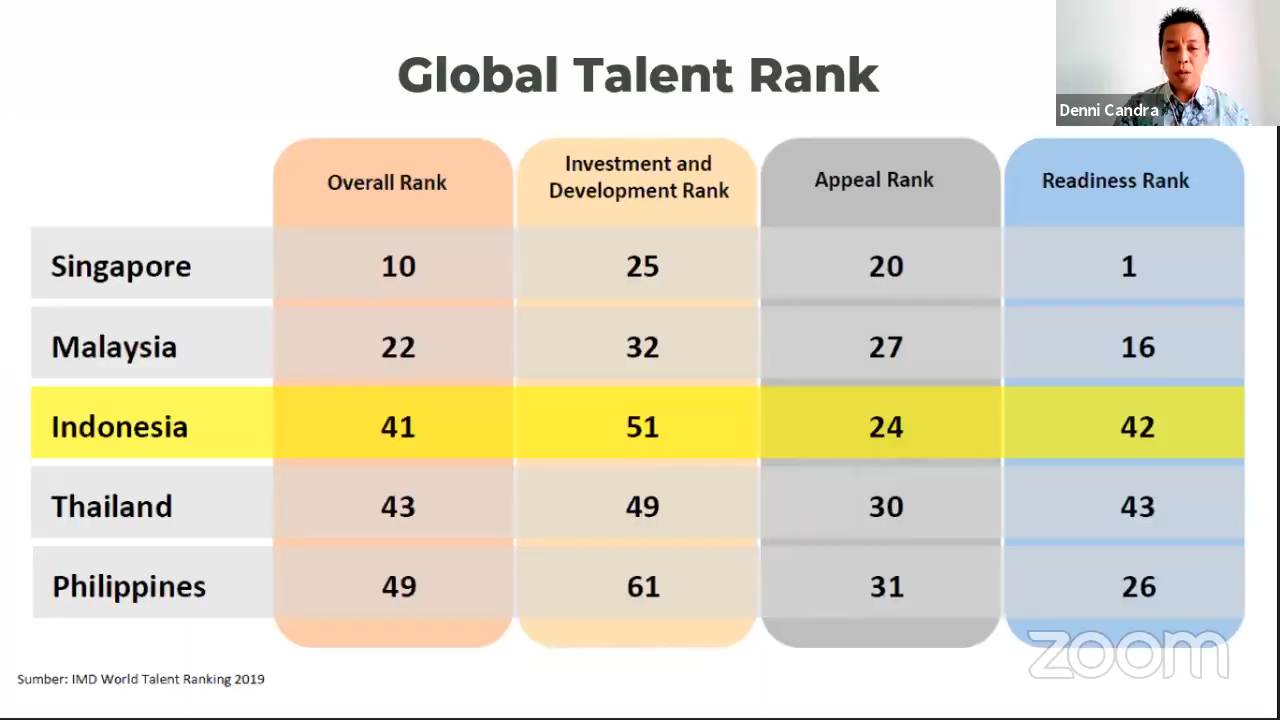 Global Talent Rank
Denni Candra
Overall Rank
Investment and
Development Rank
Appeal Rank
Readiness Rank
Singapore 10 25 20 1
Malaysia 22 32 27 16
Indonesia 41 51 24 42
Thailand 43 49 30 43
Philippines 49 61 31 26
zoom
Sumber: IMD World Talent Ranking 2019